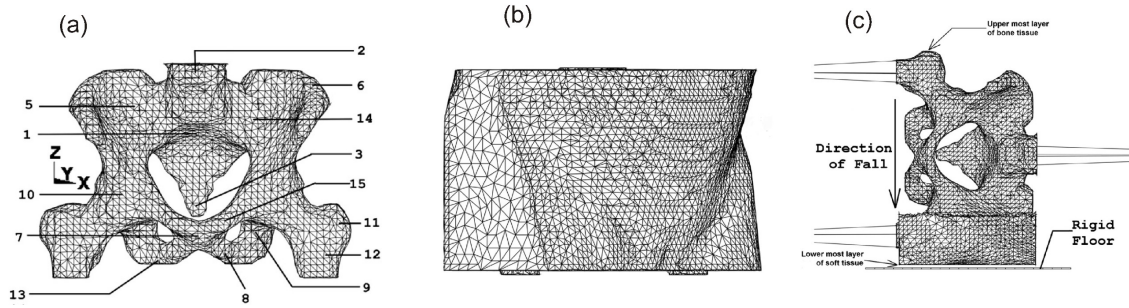 (a)
2
6
5
14
1
3
Z
Y
X
15
10
11
7
12
13
8
9
(b)
(c)
Upper most layer
of bone tissue
Direction
of Fall
Rigid
Floor
Lower most layer
of soft tissue